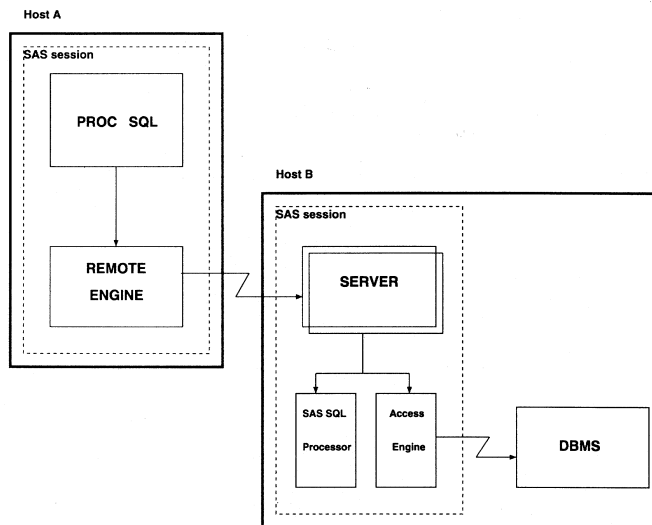 Host A
SAS session
PROC SQL
REMOTE
ENGINE
Host B
SAS session
SERVER
SAS SQL
Processor
Access
Engine
DBMS